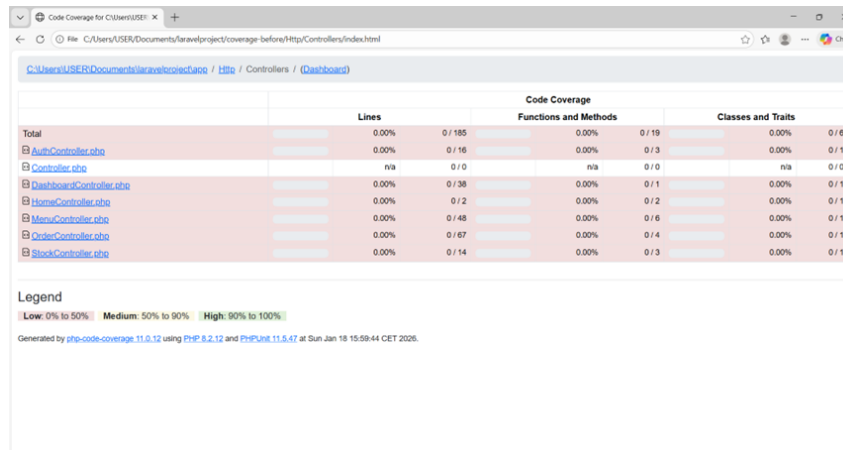 Code Coverage for C:\Users\USER\
File C:/Users/USER/Documents/laravelproject/coverage-before/Http/Controllers/index.html
C:\Users\USER\Documents\laravelproject\app / Http / Controllers / (Dashboard)
Code Coverage
Lines Functions and Methods Classes and Traits
Total 0.00% 0 / 185 0.00% 0 / 19 0.00% 0 / 6
AuthController.php 0.00% 0 / 16 0.00% 0 / 3 0.00% 0 / 1
Controller.php n/a 0 / 0 n/a 0 / 0 n/a 0 / 0
DashboardController.php 0.00% 0 / 38 0.00% 0 / 1 0.00% 0 / 1
HomeController.php 0.00% 0 / 2 0.00% 0 / 2 0.00% 0 / 1
MenuController.php 0.00% 0 / 48 0.00% 0 / 6 0.00% 0 / 1
OrderController.php 0.00% 0 / 67 0.00% 0 / 4 0.00% 0 / 1
StockController.php 0.00% 0 / 14 0.00% 0 / 3 0.00% 0 / 1
Legend
Low: 0% to 50% Medium: 50% to 90% High: 90% to 100%
Generated by php-code-coverage 11.0.12 using PHP 8.2.12 and PHPUnit 11.5.47 at Sun Jan 18 15:59:44 CET 2026.